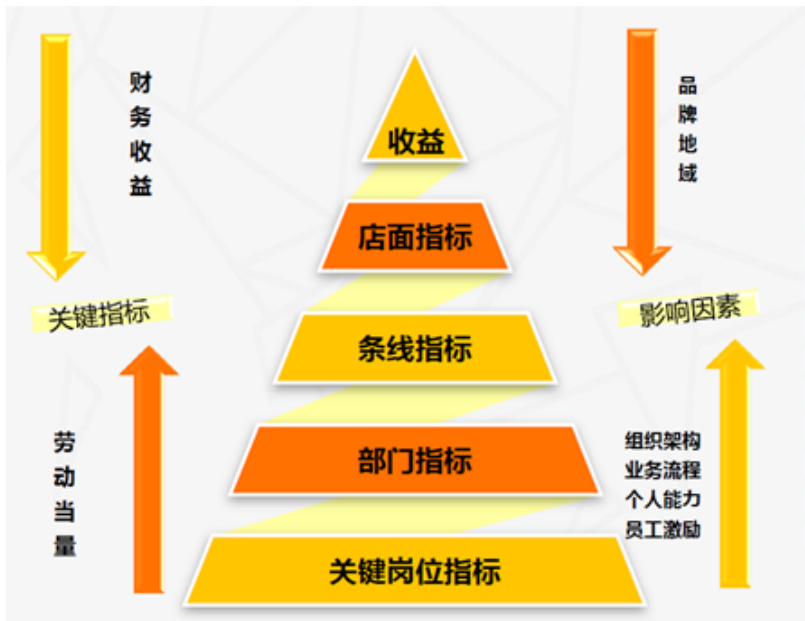 财务收益
品牌地域
收益
店面指标
关键指标
影响因素
条线指标
劳动当量
部门指标
组织架构
业务流程
个人能力
员工激励
关键岗位指标